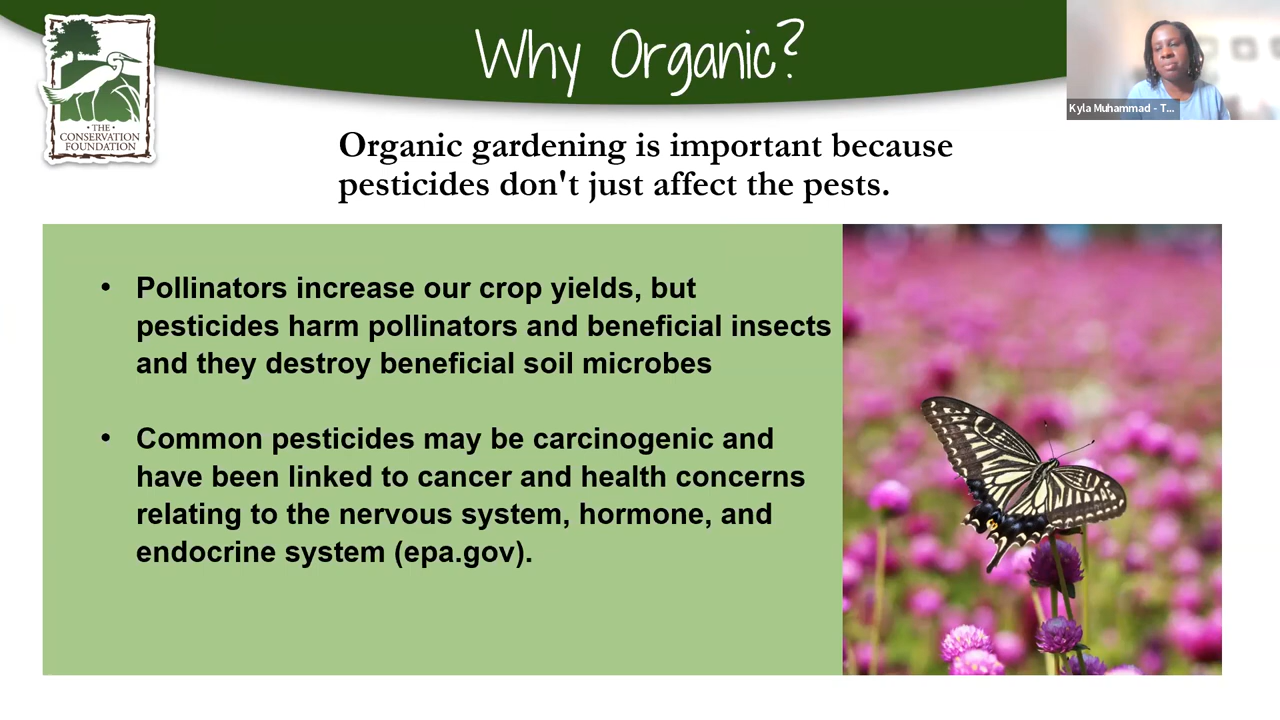 Why Organic?
• THE •
CONSERVATION
FOUNDATION
Kyla Muhammad - T...
Organic gardening is important because
pesticides don't just affect the pests.
• Pollinators increase our crop yields, but
pesticides harm pollinators and beneficial insects
and they destroy beneficial soil microbes
• Common pesticides may be carcinogenic and
have been linked to cancer and health concerns
relating to the nervous system, hormone, and
endocrine system (epa.gov).